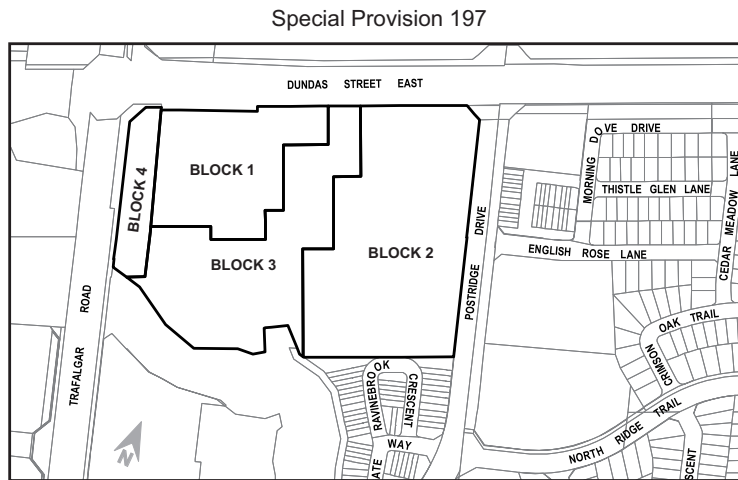 Special Provision 197
DUNDAS STREET EAST
MORNING DOVE DRIVE
THISTLE GLEN LANE
CEDAR MEADOW LANE
BLOCK 1
BLOCK 4
BLOCK 2
BLOCK 3
POSTRIDGE DRIVE
ENGLISH ROSE LANE
TRAFALGAR ROAD
CRIMSON OAK TRAIL
RAVINEBROOK CRESCENT
WAY
ATE
NORTH RIDGE TRAIL
SCENT
N